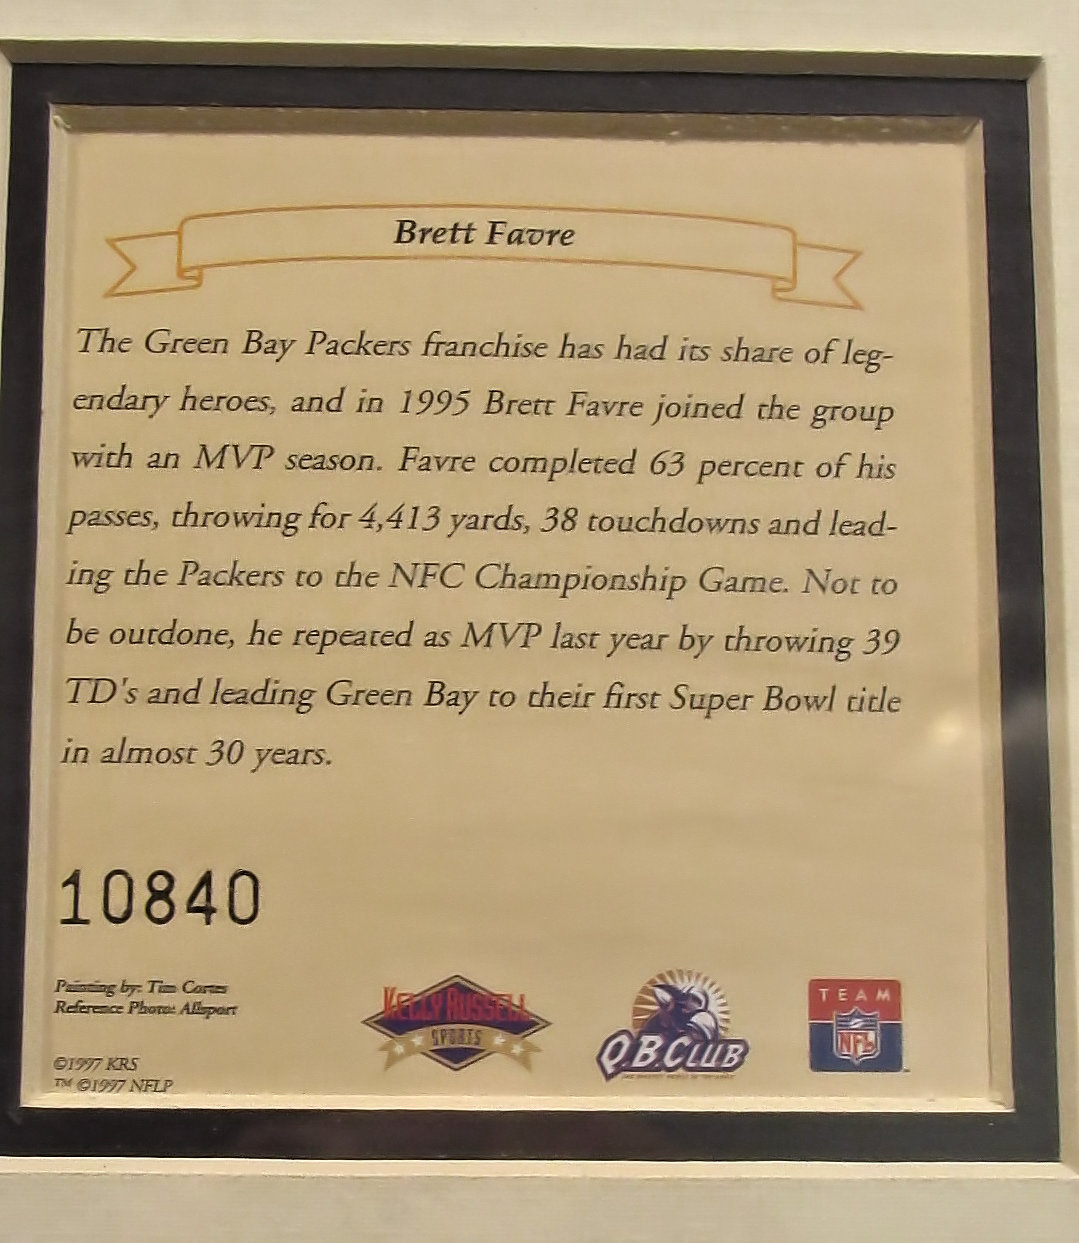 Brett Favre
The Green Bay Packers franchise has had its share of leg-
endary heroes, and in 1995 Brett Favre joined the group
with an MVP season. Favre completed 63 percent of his
passes, throwing for 4,413 yards, 38 touchdowns and lead-
ing the Packers to the NFC Championship Game. Not to
be outdone, he repeated as MVP last year by throwing 39
TD's and leading Green Bay to their first Super Bowl title
in almost 30 years.
10840
Painting by: Tim Cortes
Reference Photo: Allsport
©1997 KRS
™ ©1997 NFLP
KELLY RUSSELL
SPORTS
Q.B. CLUB
TEAM
NFL